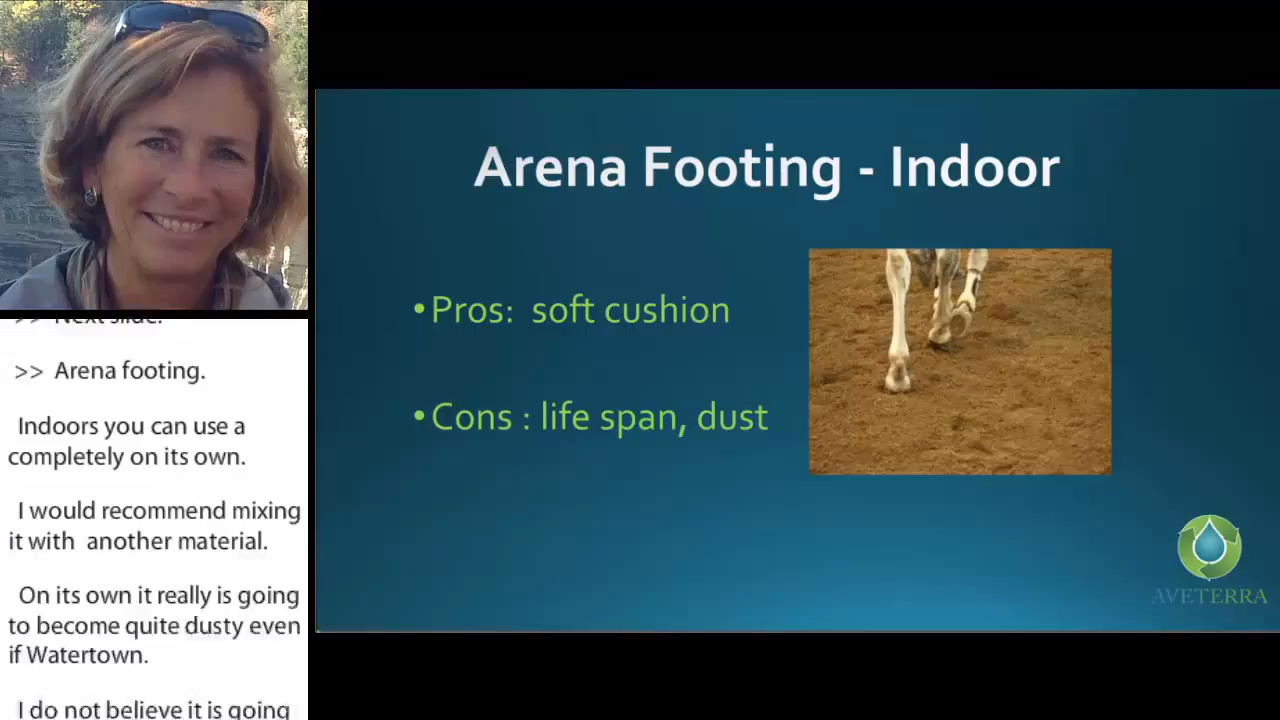 Arena Footing - Indoor
•Pros:  soft cushion
•Cons : life span, dust
AVETERRA
>> Next slide.
>> Arena footing.
Indoors you can use a
completely on its own.
I would recommend mixing
it with  another material.
On its own it really is going
to become quite dusty even
if Watertown.
I do not believe it is going